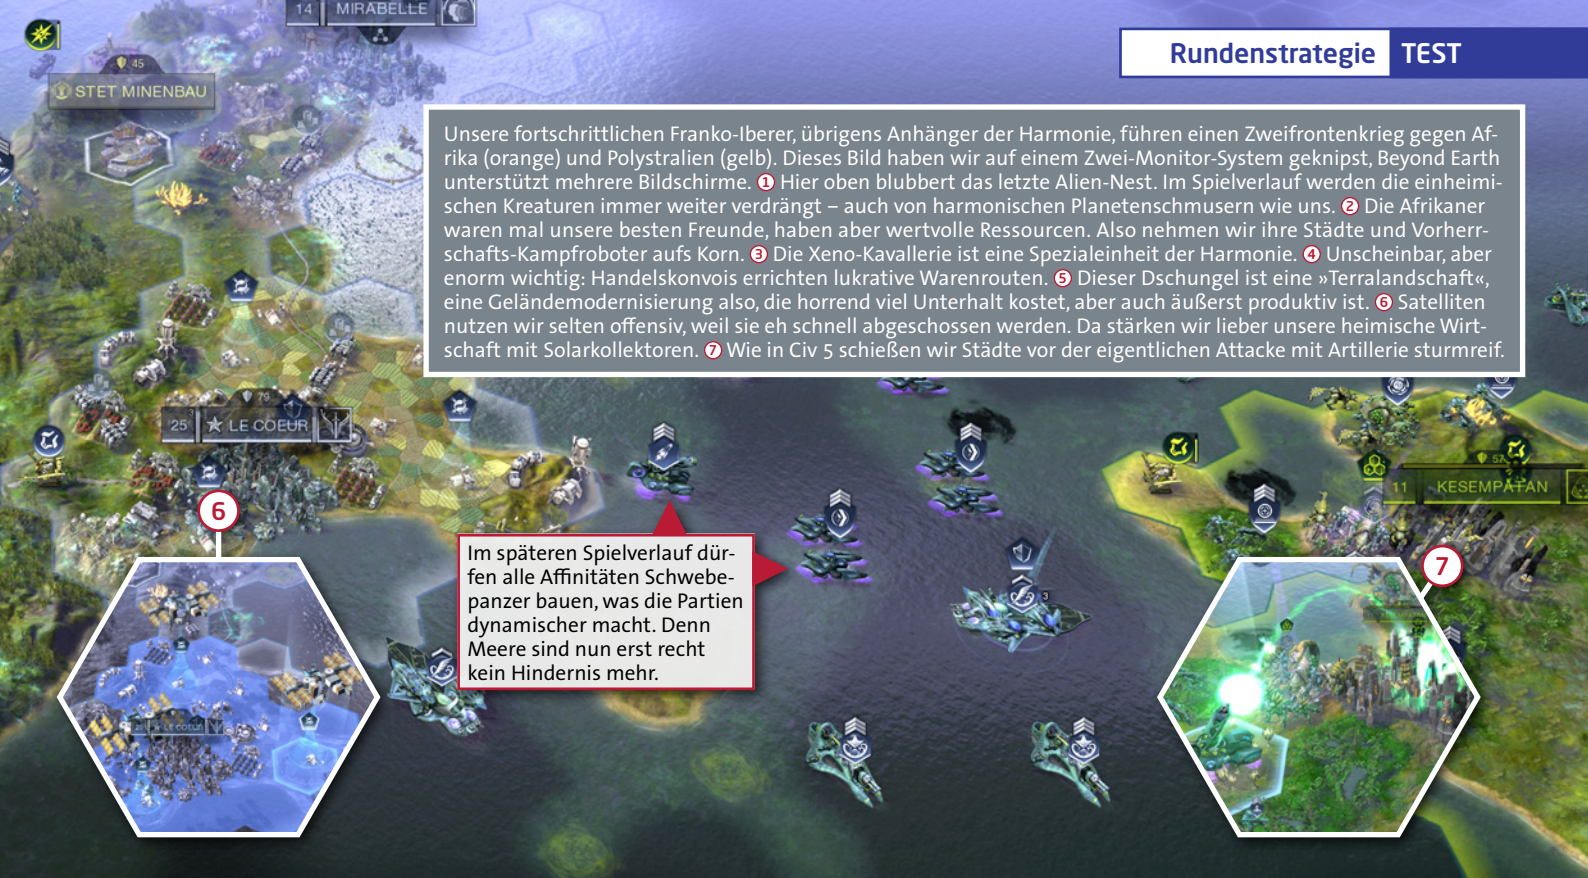 14 MIRABELLE
45
STET MINENBAU
Rundenstrategie TEST
Unsere fortschrittlichen Franko-Iberer, übrigens Anhänger der Harmonie, führen einen Zweifrontenkrieg gegen Af-
rika (orange) und Polystralien (gelb). Dieses Bild haben wir auf einem Zwei-Monitor-System geknipst, Beyond Earth
unterstützt mehrere Bildschirme. ① Hier oben blubbert das letzte Alien-Nest. Im Spielverlauf werden die einheimi-
schen Kreaturen immer weiter verdrängt – auch von harmonischen Planetenschmusern wie uns. ② Die Afrikaner
waren mal unsere besten Freunde, haben aber wertvolle Ressourcen. Also nehmen wir ihre Städte und Vorherr-
schafts-Kampfroboter aufs Korn. ③ Die Xeno-Kavallerie ist eine Spezialeinheit der Harmonie. ④ Unscheinbar, aber
enorm wichtig: Handelskonvois errichten lukrative Warenrouten. ⑤ Dieser Dschungel ist eine »Terralandschaft«,
eine Geländemodernisierung also, die horrend viel Unterhalt kostet, aber auch äußerst produktiv ist. ⑥ Satelliten
nutzen wir selten offensiv, weil sie eh schnell abgeschossen werden. Da stärken wir lieber unsere heimische Wirt-
schaft mit Solarkollektoren. ⑦ Wie in Civ 5 schießen wir Städte vor der eigentlichen Attacke mit Artillerie sturmreif.
79
25 3 LE COEUR
57
11 KESEMPATAN
6
Im späteren Spielverlauf dür-
fen alle Affinitäten Schwebe-
panzer bauen, was die Partien
dynamischer macht. Denn
Meere sind nun erst recht
kein Hindernis mehr.
7
3
LE COEUR